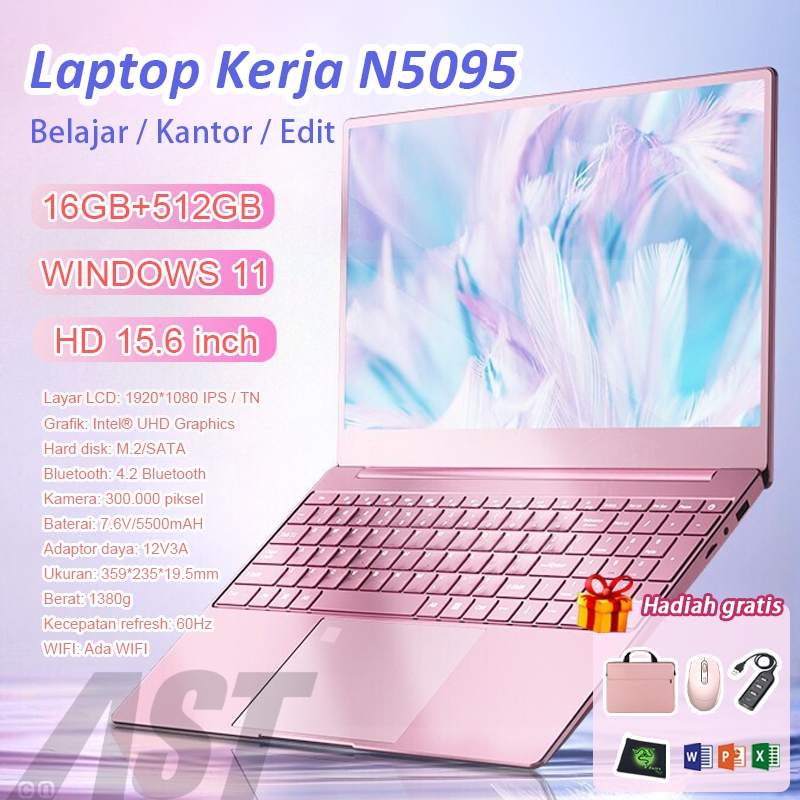 Laptop Kerja N5095
Belajar / Kantor / Edit
16GB+512GB
WINDOWS 11
HD 15.6 inch
Layar LCD: 1920*1080 IPS / TN
Grafik: Intel® UHD Graphics
Hard disk: M.2/SATA
Bluetooth: 4.2 Bluetooth
Kamera: 300.000 piksel
Baterai: 7.6V/5500mAH
Adaptor daya: 12V3A
Ukuran: 359*235*19.5mm
Berat: 1380g
Kecepatan refresh: 60Hz
WIFI: Ada WIFI
Hadiah gratis
W P X
AST
cn